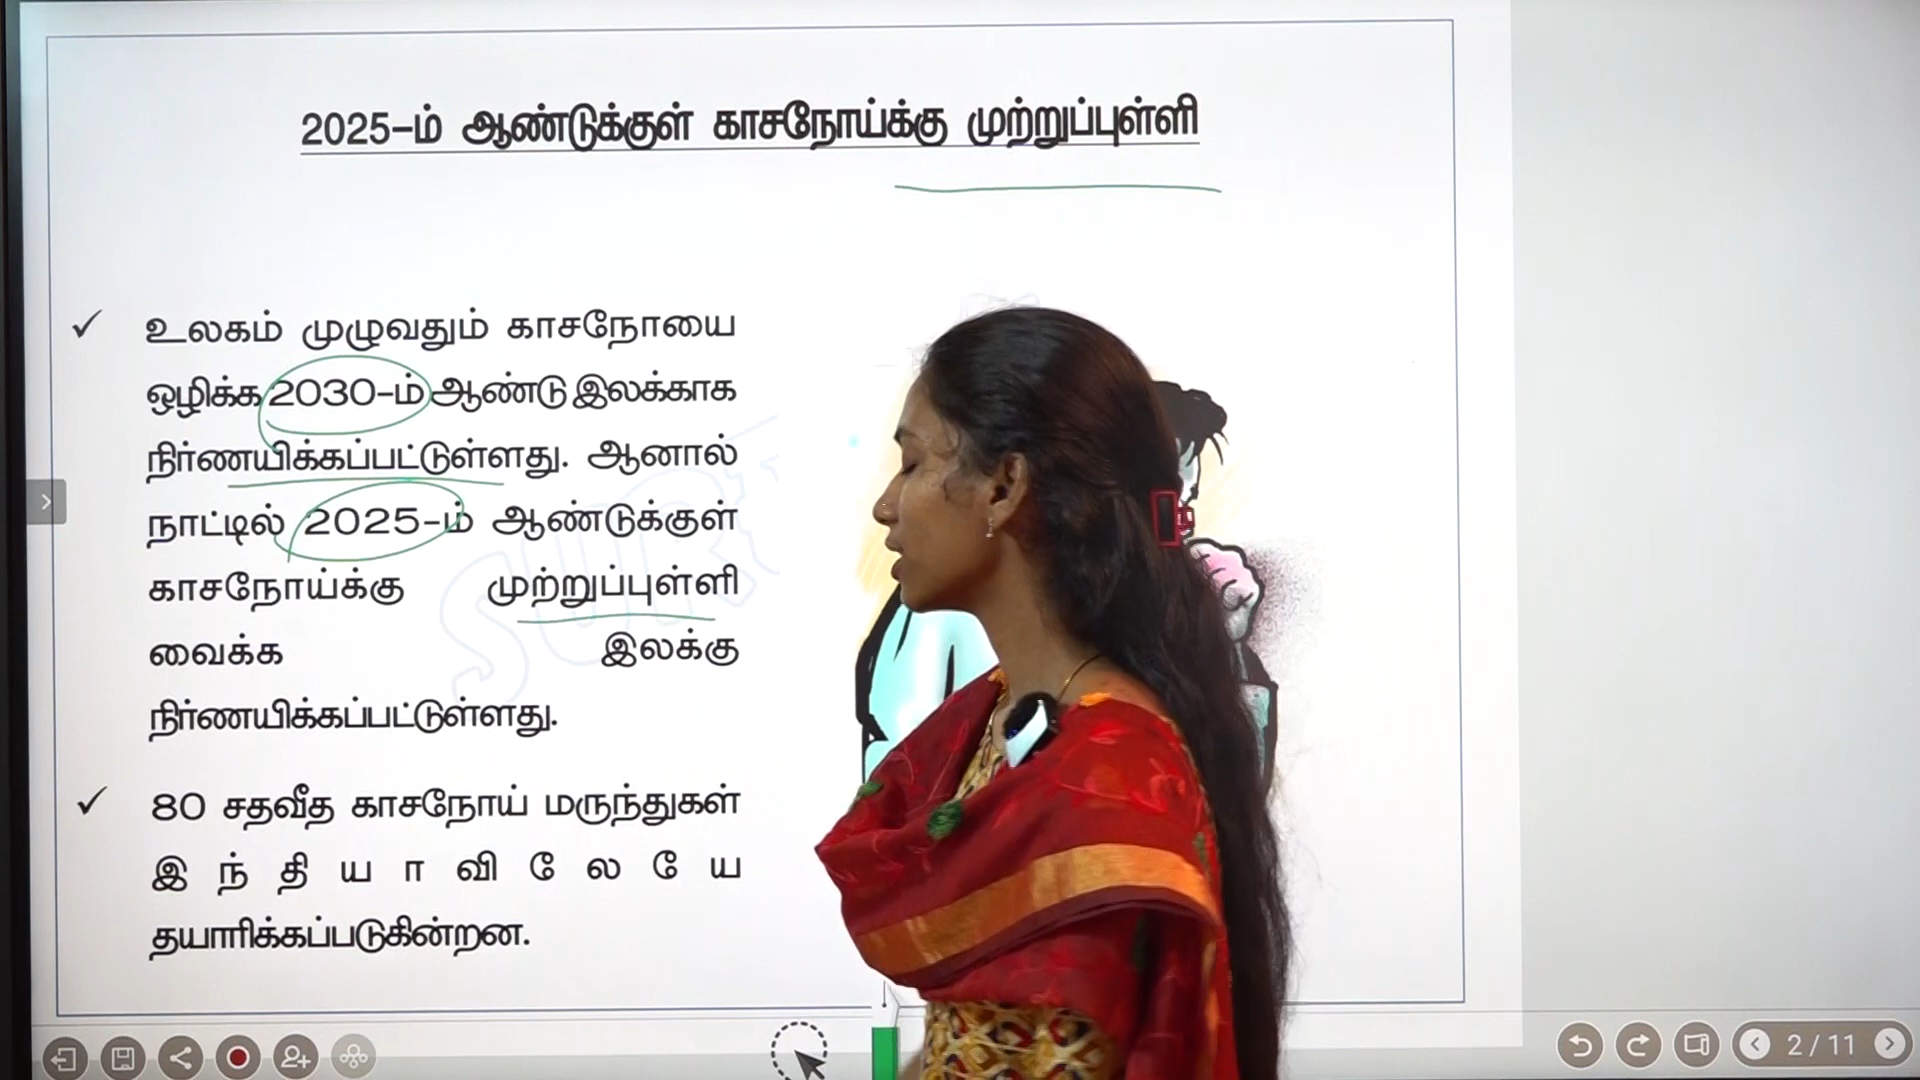 2025-ம் ஆண்டுக்குள் காசநோய்க்கு முற்றுப்புள்ளி
✓ உலகம் முழுவதும் காசநோயை
ஒழிக்க 2030-ம் ஆண்டு இலக்காக
நிர்ணயிக்கப்பட்டுள்ளது. ஆனால்
நாட்டில் 2025-ம் ஆண்டுக்குள்
காசநோய்க்கு முற்றுப்புள்ளி
வைக்க இலக்கு
நிர்ணயிக்கப்பட்டுள்ளது.
✓ 80 சதவீத காசநோய் மருந்துகள்
இந்தியாவிலேயே
தயாரிக்கப்படுகின்றன.
2 / 11